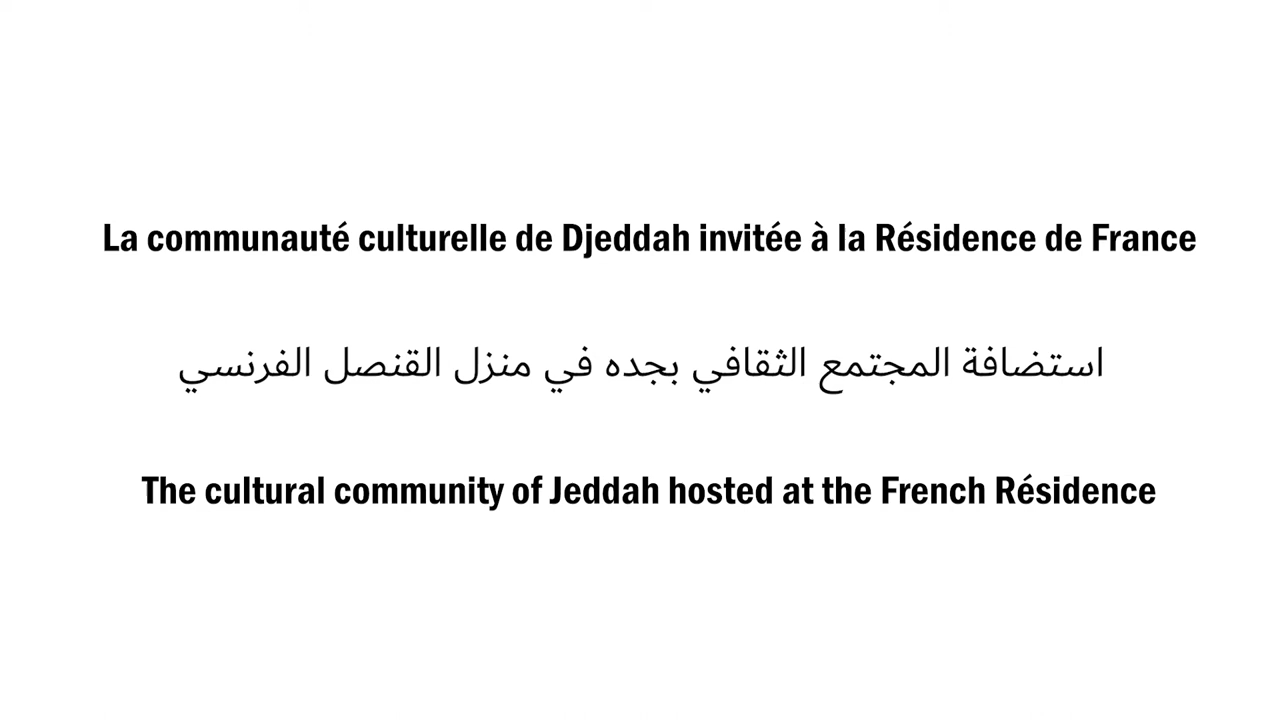 La communauté culturelle de Djeddah invitée à la Résidence de France
استضافة المجتمع الثقافي بجده في منزل القنصل الفرنسي
The cultural community of Jeddah hosted at the French Résidence